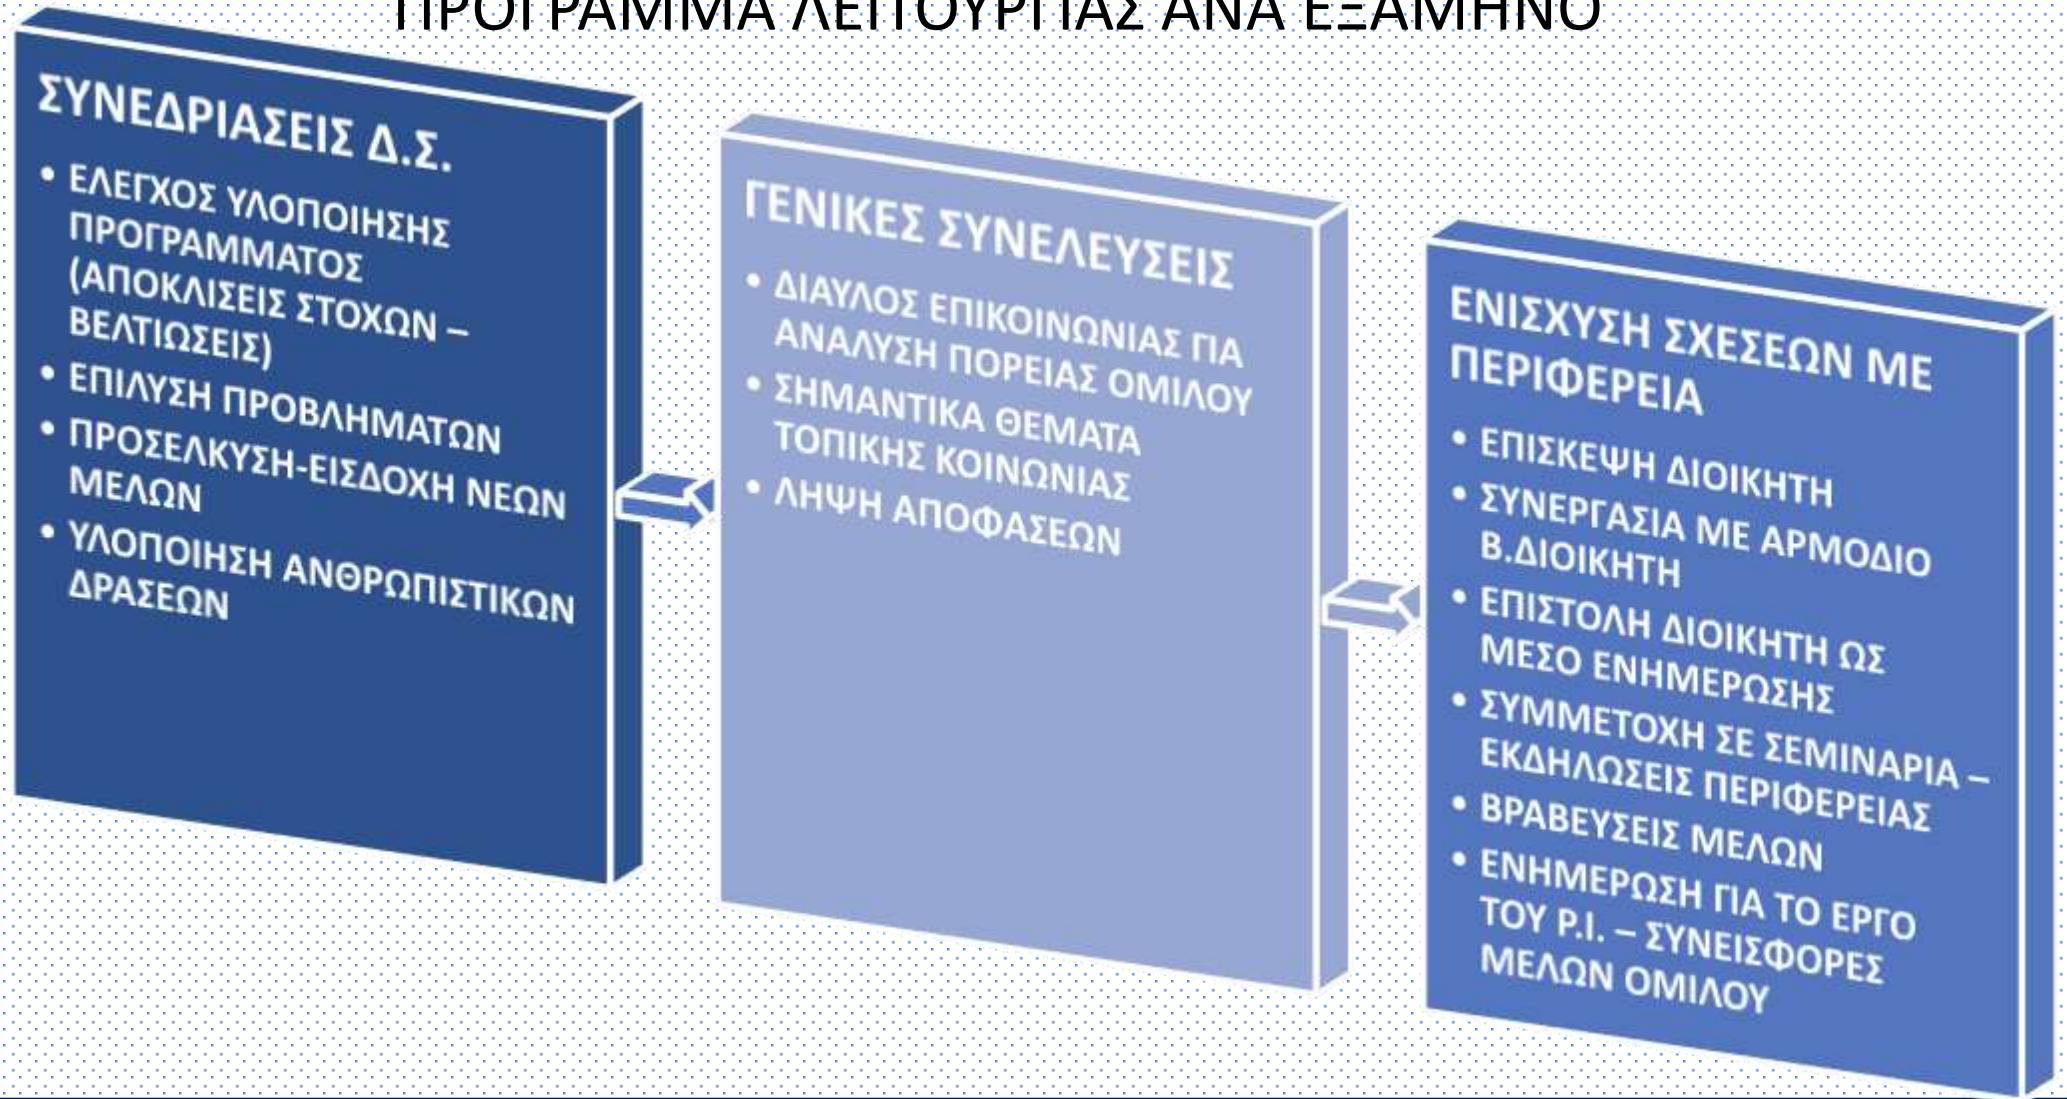 ΠΡΟΓΡΑΜΜΑ ΛΕΙΤΟΥΡΓΙΑΣ ΑΝΑ ΕΞΑΜΗΝΟ
ΣΥΝΕΔΡΙΑΣΕΙΣ Δ.Σ.
• ΕΛΕΓΧΟΣ ΥΛΟΠΟΙΗΣΗΣ
ΠΡΟΓΡΑΜΜΑΤΟΣ
(ΑΠΟΚΛΙΣΕΙΣ ΣΤΟΧΩΝ –
ΒΕΛΤΙΩΣΕΙΣ)
• ΕΠΙΛΥΣΗ ΠΡΟΒΛΗΜΑΤΩΝ
• ΠΡΟΣΕΛΚΥΣΗ-ΕΙΣΔΟΧΗ ΝΕΩΝ
ΜΕΛΩΝ
• ΥΛΟΠΟΙΗΣΗ ΑΝΘΡΩΠΙΣΤΙΚΩΝ
ΔΡΑΣΕΩΝ
ΓΕΝΙΚΕΣ ΣΥΝΕΛΕΥΣΕΙΣ
• ΔΙΑΥΛΟΣ ΕΠΙΚΟΙΝΩΝΙΑΣ ΓΙΑ
ΑΝΑΛΥΣΗ ΠΟΡΕΙΑΣ ΟΜΙΛΟΥ
• ΣΗΜΑΝΤΙΚΑ ΘΕΜΑΤΑ
ΤΟΠΙΚΗΣ ΚΟΙΝΩΝΙΑΣ
• ΛΗΨΗ ΑΠΟΦΑΣΕΩΝ
ΕΝΙΣΧΥΣΗ ΣΧΕΣΕΩΝ ΜΕ
ΠΕΡΙΦΕΡΕΙΑ
• ΕΠΙΣΚΕΨΗ ΔΙΟΙΚΗΤΗ
• ΣΥΝΕΡΓΑΣΙΑ ΜΕ ΑΡΜΟΔΙΟ
Β.ΔΙΟΙΚΗΤΗ
• ΕΠΙΣΤΟΛΗ ΔΙΟΙΚΗΤΗ ΩΣ
ΜΕΣΟ ΕΝΗΜΕΡΩΣΗΣ
• ΣΥΜΜΕΤΟΧΗ ΣΕ ΣΕΜΙΝΑΡΙΑ –
ΕΚΔΗΛΩΣΕΙΣ ΠΕΡΙΦΕΡΕΙΑΣ
• ΒΡΑΒΕΥΣΕΙΣ ΜΕΛΩΝ
• ΕΝΗΜΕΡΩΣΗ ΓΙΑ ΤΟ ΕΡΓΟ
ΤΟΥ R.I. – ΣΥΝΕΙΣΦΟΡΕΣ
ΜΕΛΩΝ ΟΜΙΛΟΥ